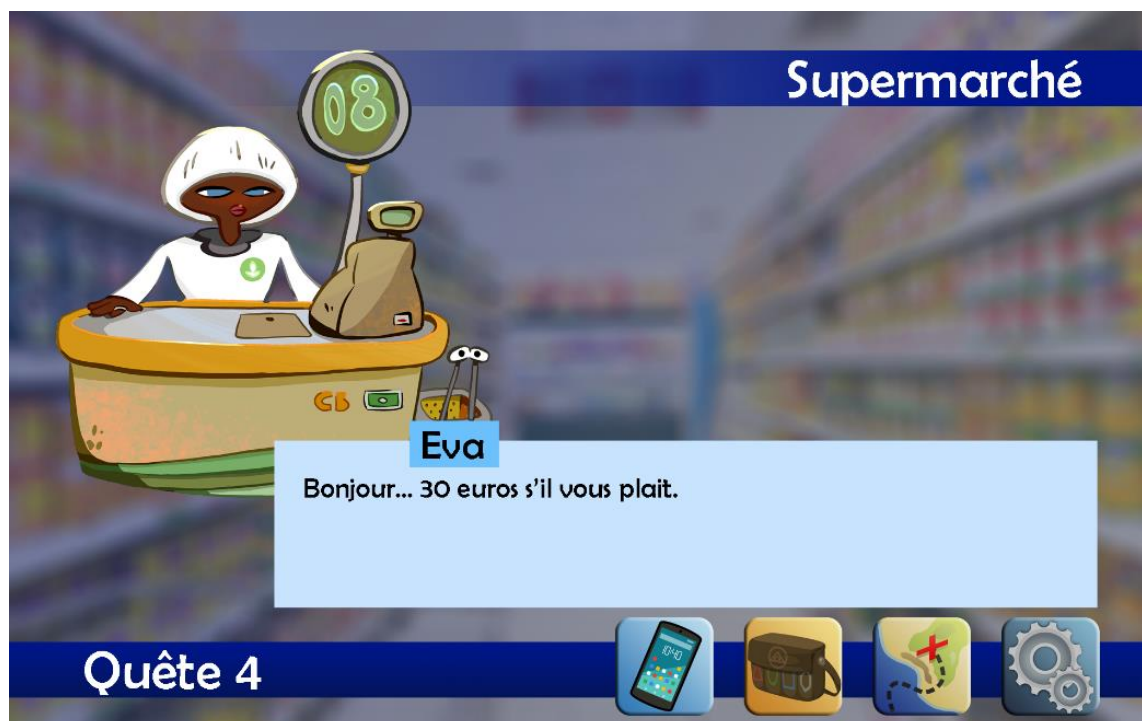 Supermarché
08
CB
Eva
Bonjour... 30 euros s'il vous plait.
Quête 4
10:40